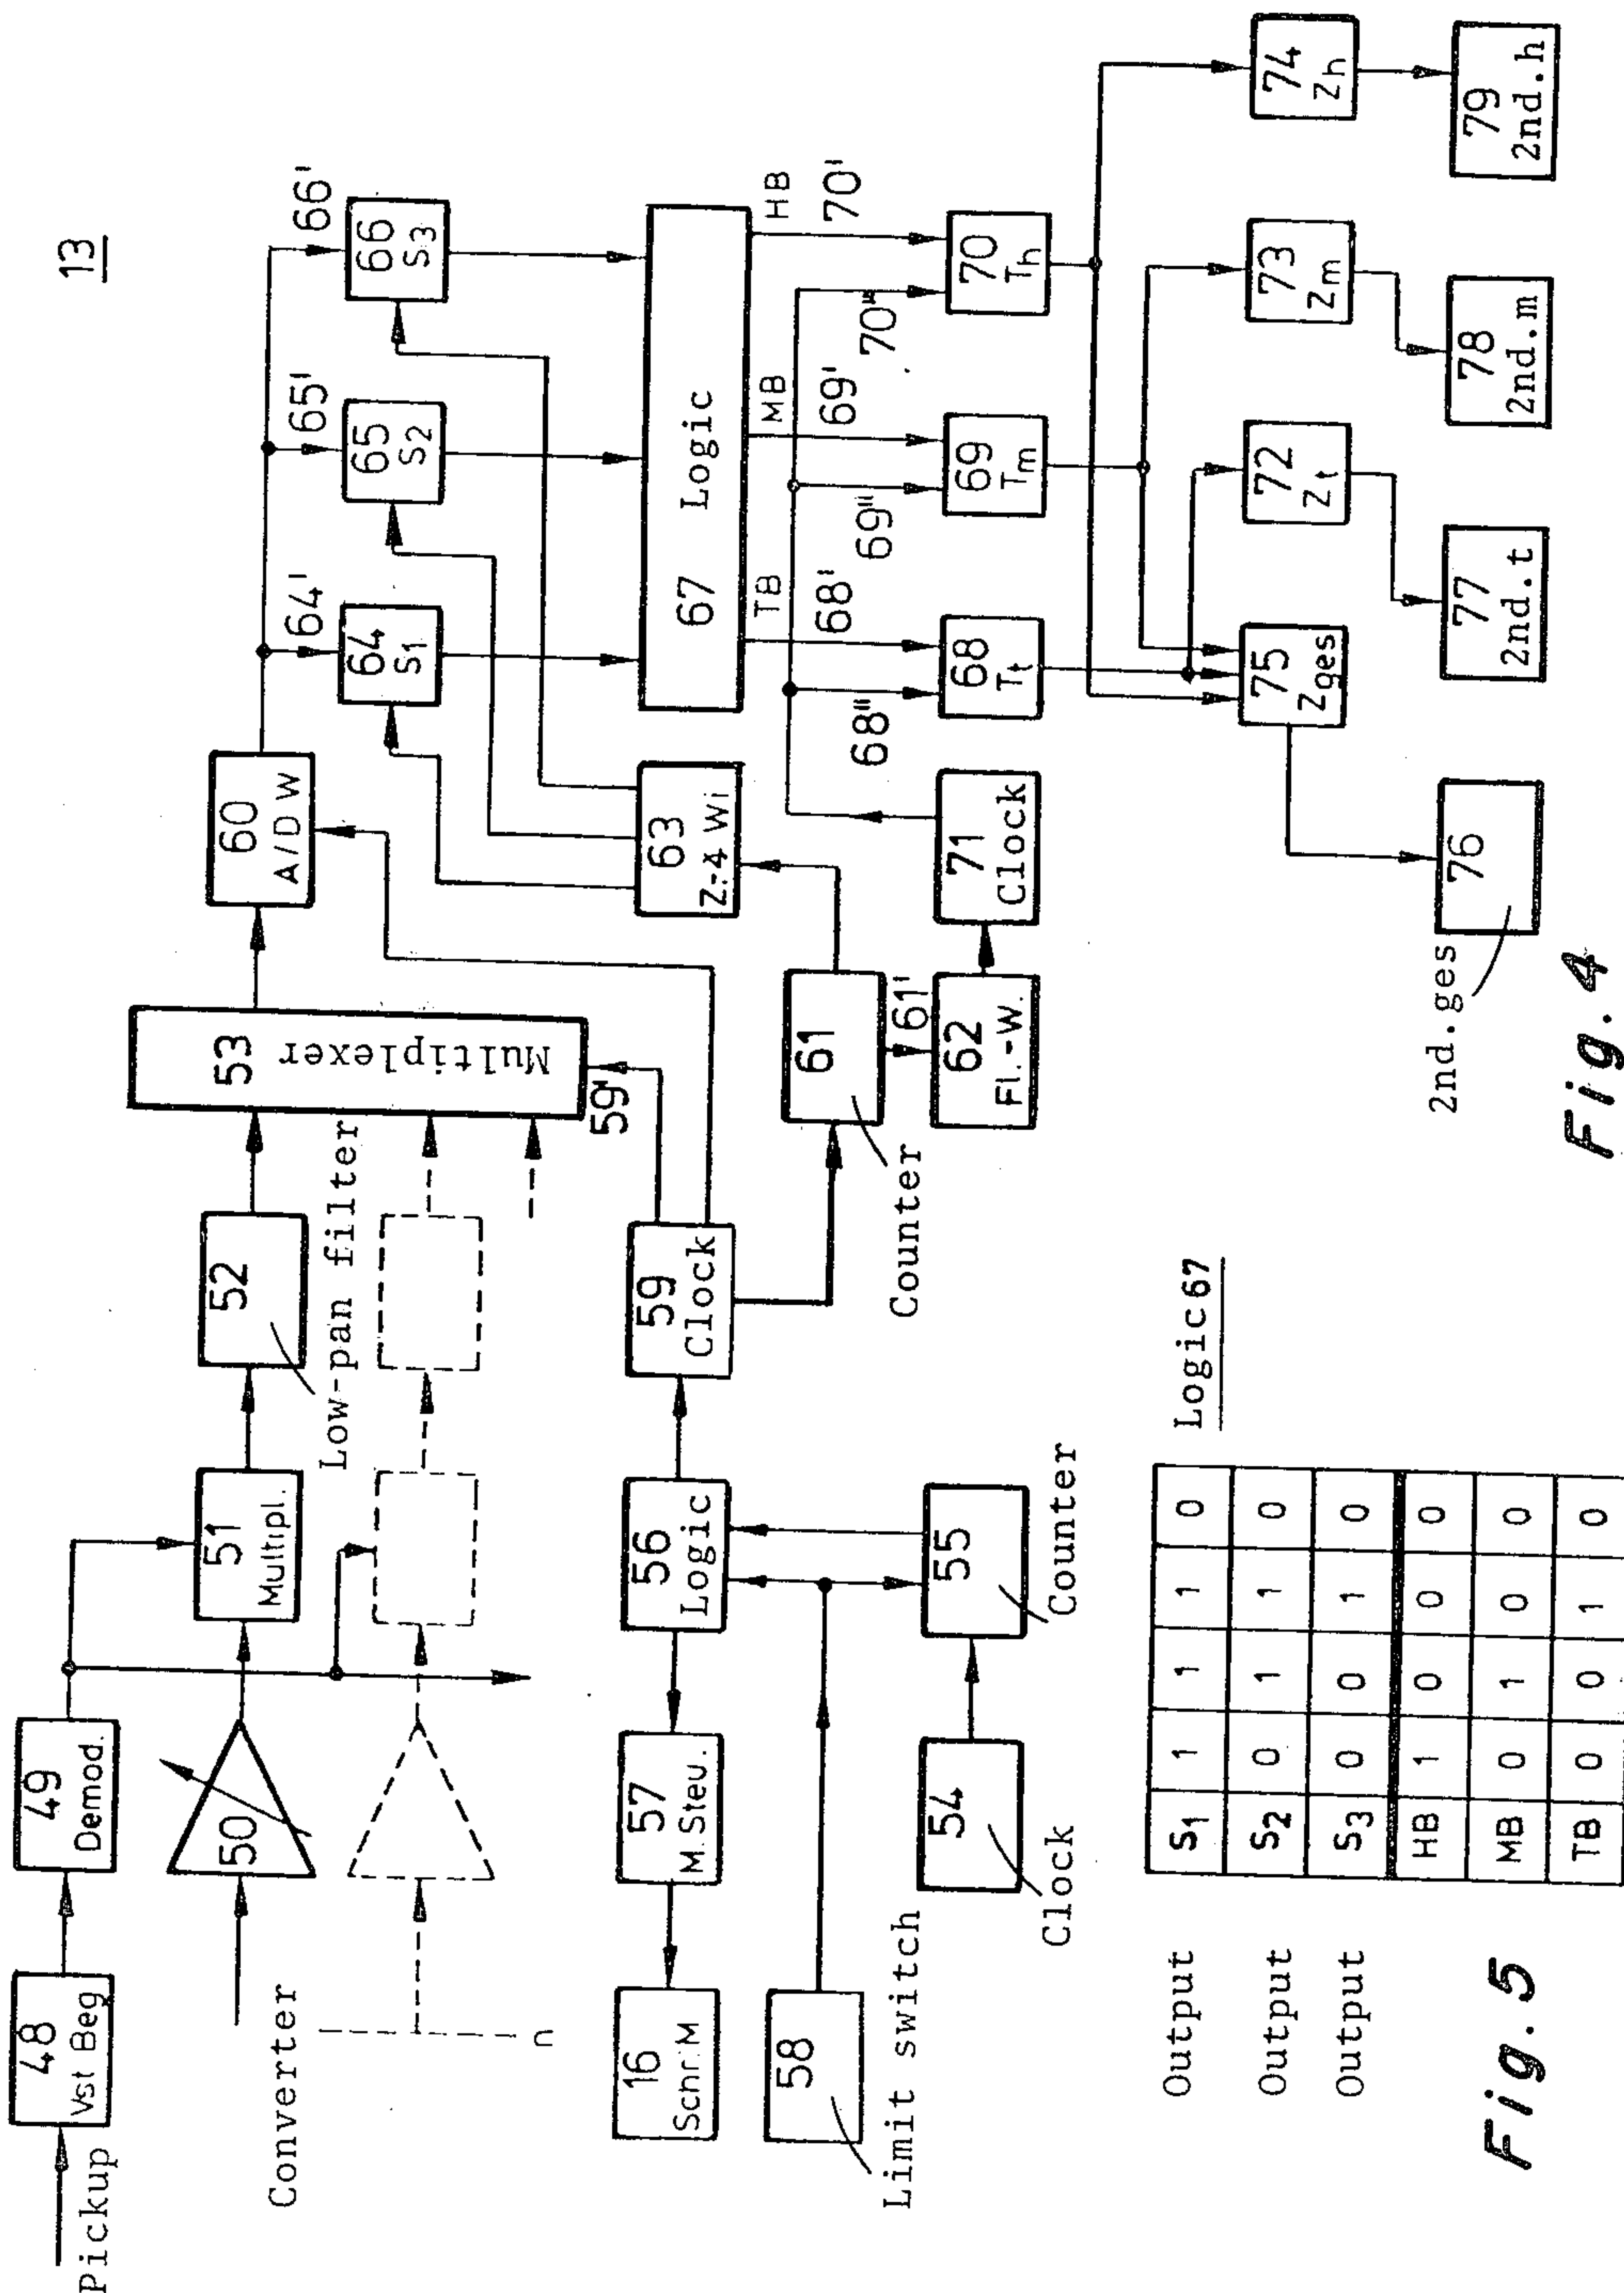 13
Pickup
48
Vst Beg
49
Demod.
Converter
50
51
Multipl.
52
Low-pan filter
53
Multiplexer
59'
60
A/D W
64'
65'
66'
64
S1
65
S2
66
S3
n
16
Schr.M
57
M.Steu.
56
Logic
59
Clock
61
Counter
61'
62
Fl.-W.
63
Z-4 Wi
71
Clock
67 Logic
TB
MB
HB
68'
68"
69'
69"
70'
70"
68
Tt
69
Tm
70
Th
58
Limit switch
54
Clock
55
Counter
75
Zges
72
Zt
73
Zm
74
Zh
76
2nd.ges
77
2nd.t
78
2nd.m
79
2nd.h
Fig. 4
Logic 67
Output S1 1 1 1 0
Output S2 0 1 1 0
Output S3 0 0 1 0
HB 1 0 0 0
MB 0 1 0 0
TB 0 0 1 0
Fig. 5